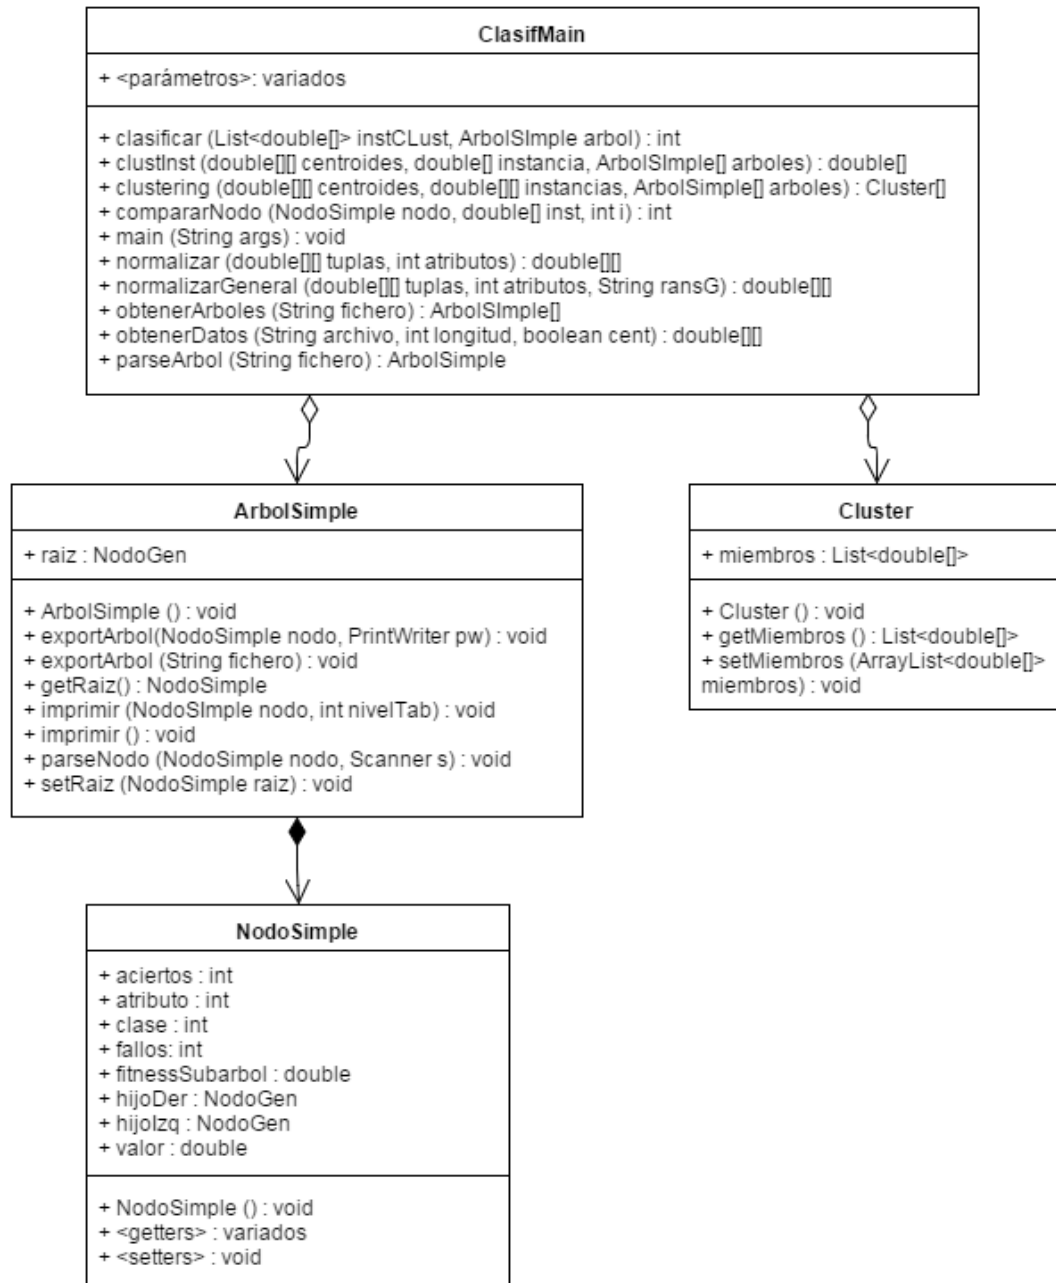 ClasifMain
+ <parámetros>: variados
+ clasificar (List<double[]> instCLust, ArbolSImple arbol) : int
+ clustInst (double[][] centroides, double[] instancia, ArbolSImple[] arboles) : double[]
+ clustering (double[][] centroides, double[][] instancias, ArbolSimple[] arboles) : Cluster[]
+ compararNodo (NodoSimple nodo, double[] inst, int i) : int
+ main (String args) : void
+ normalizar (double[][] tuplas, int atributos) : double[][]
+ normalizarGeneral (double[][] tuplas, int atributos, String ransG) : double[][]
+ obtenerArboles (String fichero) : ArbolSImple[]
+ obtenerDatos (String archivo, int longitud, boolean cent) : double[][]
+ parseArbol (String fichero) : ArbolSimple
ArbolSimple
+ raiz : NodoGen
+ ArbolSimple () : void
+ exportArbol(NodoSimple nodo, PrintWriter pw) : void
+ exportArbol (String fichero) : void
+ getRaiz() : NodoSimple
+ imprimir (NodoSImple nodo, int nivelTab) : void
+ imprimir () : void
+ parseNodo (NodoSimple nodo, Scanner s) : void
+ setRaiz (NodoSimple raiz) : void
Cluster
+ miembros : List<double[]>
+ Cluster () : void
+ getMiembros () : List<double[]>
+ setMiembros (ArrayList<double[]>
miembros) : void
NodoSimple
+ aciertos : int
+ atributo : int
+ clase : int
+ fallos: int
+ fitnessSubarbol : double
+ hijoDer : NodoGen
+ hijoIzq : NodoGen
+ valor : double
+ NodoSimple () : void
+ <getters> : variados
+ <setters> : void